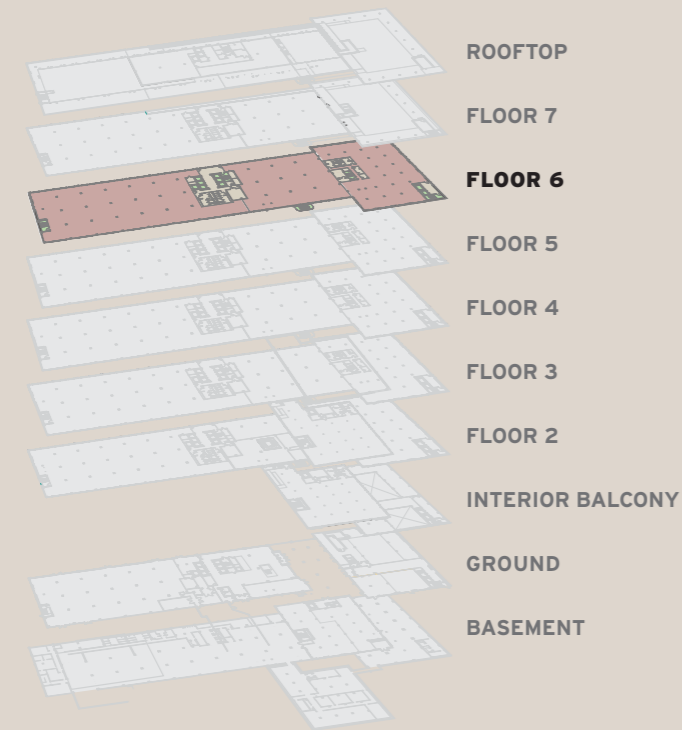 ROOFTOP
FLOOR 7
FLOOR 6
FLOOR 5
FLOOR 4
FLOOR 3
FLOOR 2
INTERIOR BALCONY
GROUND
BASEMENT